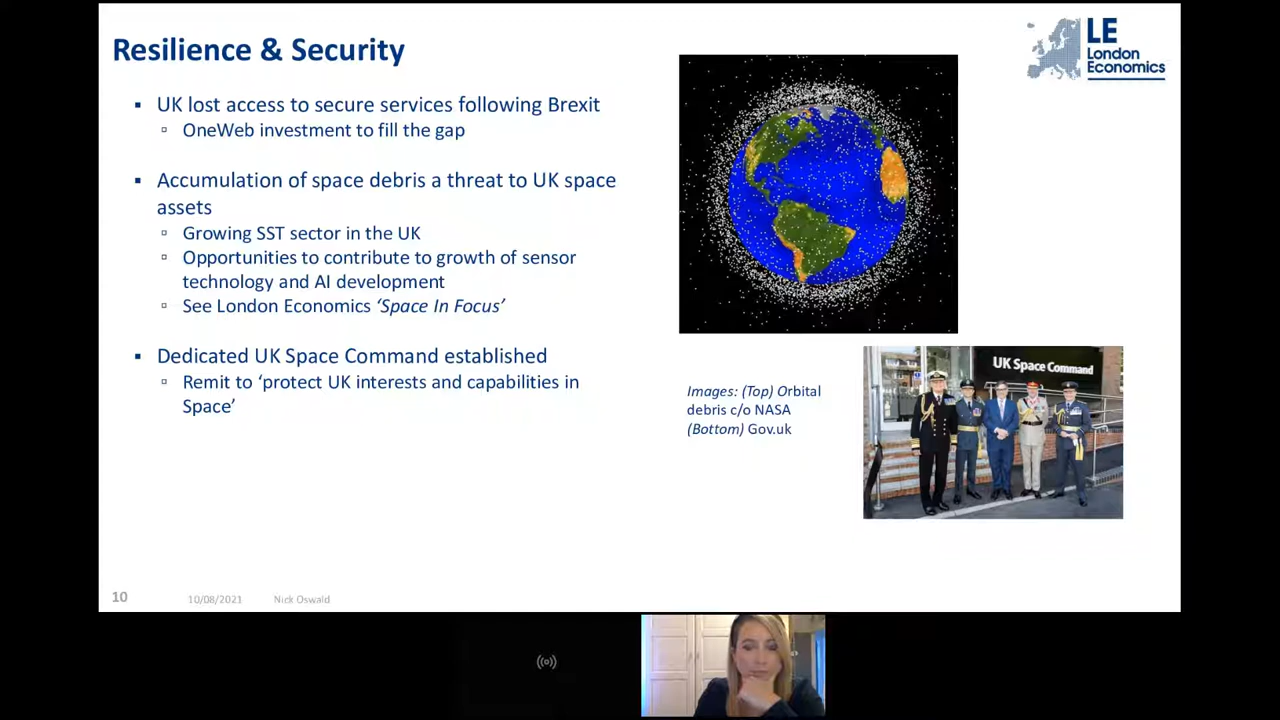 Resilience & Security
LE
London
Economics
▪ UK lost access to secure services following Brexit
▫ OneWeb investment to fill the gap
▪ Accumulation of space debris a threat to UK space
assets
▫ Growing SST sector in the UK
▫ Opportunities to contribute to growth of sensor
technology and AI development
▫ See London Economics ‘Space In Focus’
▪ Dedicated UK Space Command established
▫ Remit to ‘protect UK interests and capabilities in
Space’
Images: (Top) Orbital
debris c/o NASA
(Bottom) Gov.uk
UK Space Command
10
10/08/2021
Nick Oswald